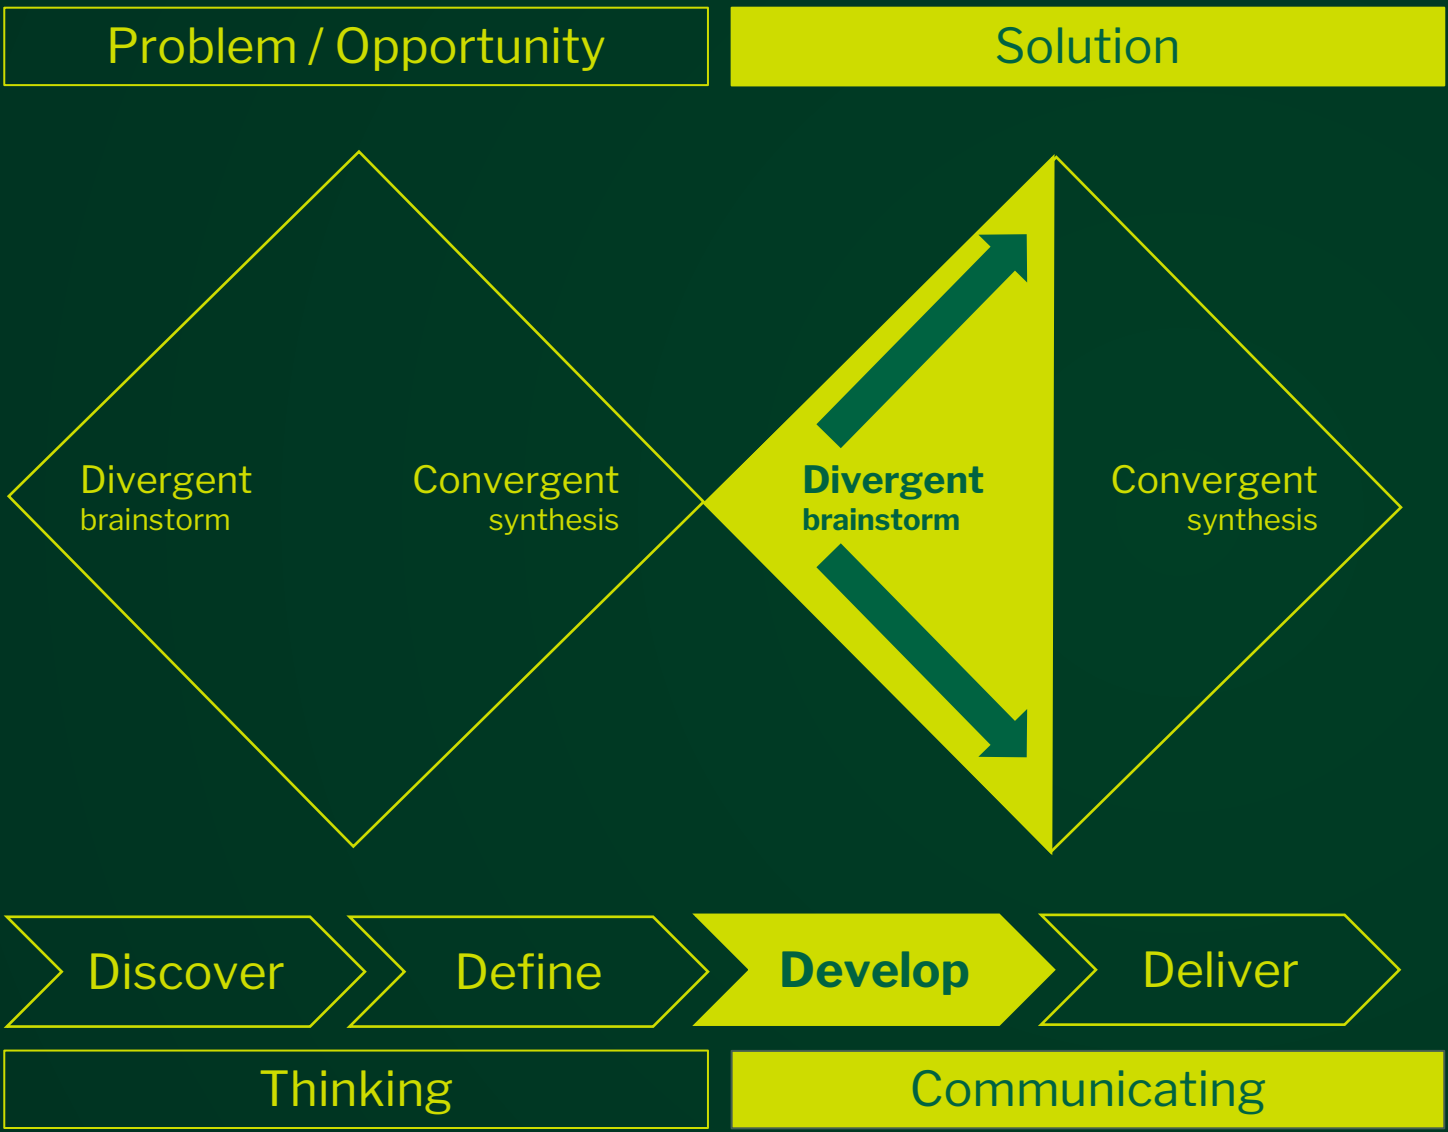 Problem / Opportunity
Solution
Divergent
brainstorm
Convergent
synthesis
Divergent
brainstorm
Convergent
synthesis
Discover
Define
Develop
Deliver
Thinking
Communicating